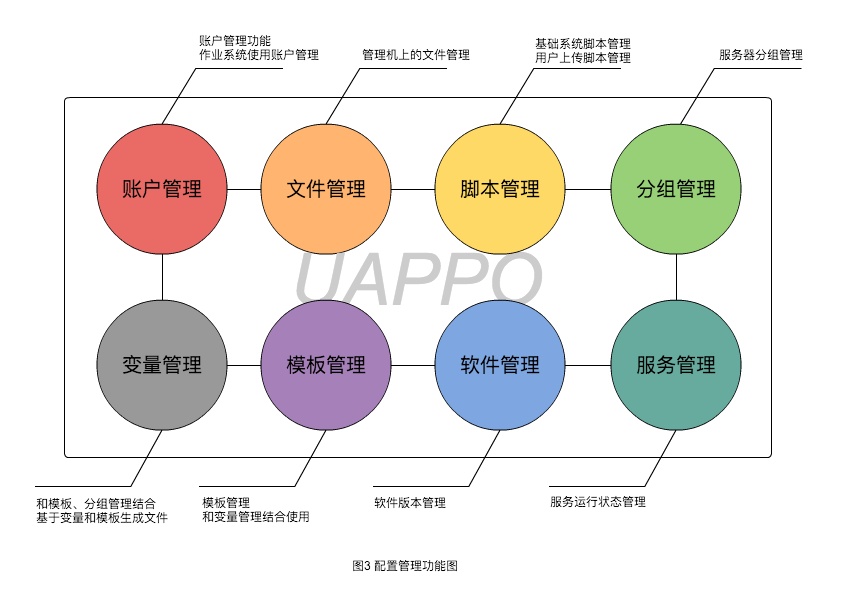 账户管理功能
作业系统使用账户管理
管理机上的文件管理
基础系统脚本管理
用户上传脚本管理
服务器分组管理
账户管理
文件管理
脚本管理
分组管理
UAPPO
变量管理
模板管理
软件管理
服务管理
和模板、分组管理结合
基于变量和模板生成文件
模板管理
和变量管理结合使用
软件版本管理
服务运行状态管理
图3 配置管理功能图